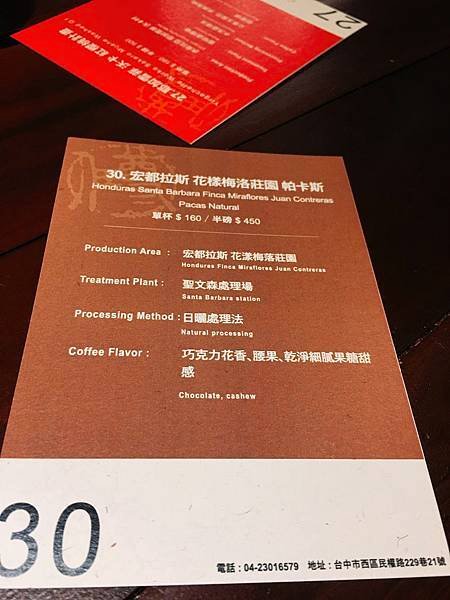 27
30. 宏都拉斯 花樣梅洛莊園 帕卡斯
Honduras Santa Barbara Finca Miraflores Juan Contreras
Pacas Natural
單杯 $ 160 / 半磅 $ 450
Production Area : 宏都拉斯 花漾梅落莊園
Honduras Finca Miraflores Juan Contreras
Treatment Plant : 聖文森處理場
Santa Barbara station
Processing Method : 日曬處理法
Natural processing
Coffee Flavor : 巧克力花香、腰果、乾淨細膩果糖甜
感
Chocolate, cashew
30
電話：04-23016579 地址：台中市西區民權路229巷21號